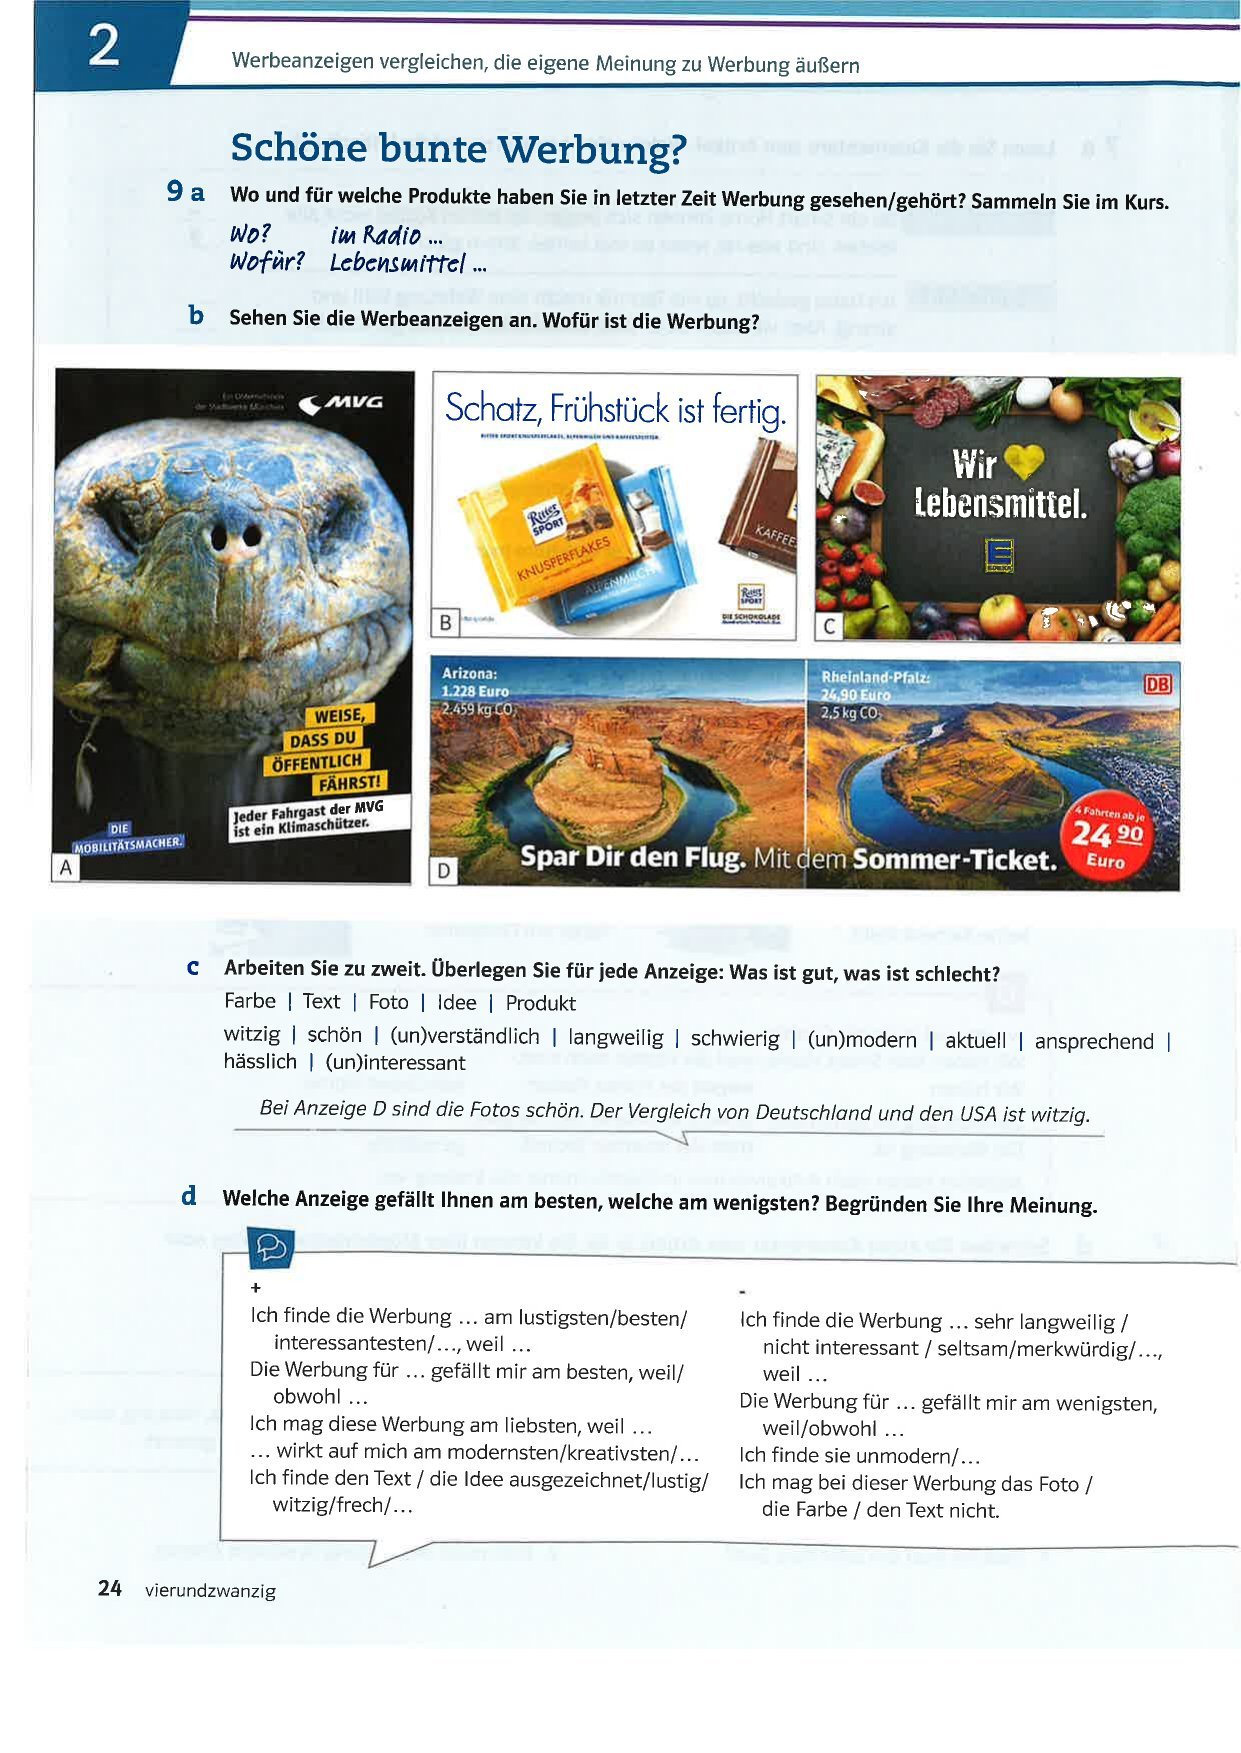 2
Werbeanzeigen vergleichen, die eigene Meinung zu Werbung äußern
Schöne bunte Werbung?
9 a Wo und für welche Produkte haben Sie in letzter Zeit Werbung gesehen/gehört? Sammeln Sie im Kurs.
Wo? im Radio ...
Wofür? Lebensmittel ...
b Sehen Sie die Werbeanzeigen an. Wofür ist die Werbung?
Ein Unternehmen
der Stadtwerke München
MVG
WEISE,
DASS DU
ÖFFENTLICH
FÄHRST!
Jeder Fahrgast der MVG
ist ein Klimaschützer.
DIE
MOBILITÄTSMACHER.
A
Schatz, Frühstück ist fertig.
Ritter
SPORT
KNUSPERFLAKES
ALPENMILCH
KAFFEE
Ritter
SPORT
DIE SCHOKOLADE
B
Wir
Lebensmittel.
E
C
Arizona:
1.228 Euro
2.459 kg CO₂
Rheinland-Pfalz:
24,90 Euro
2,5 kg CO₂
DB
4 Fahrten ab je
24 90
Euro
Spar Dir den Flug. Mit dem Sommer-Ticket.
D
c Arbeiten Sie zu zweit. Überlegen Sie für jede Anzeige: Was ist gut, was ist schlecht?
Farbe | Text | Foto | Idee | Produkt
witzig | schön | (un)verständlich | langweilig | schwierig | (un)modern | aktuell | ansprechend |
hässlich | (un)interessant
Bei Anzeige D sind die Fotos schön. Der Vergleich von Deutschland und den USA ist witzig.
d Welche Anzeige gefällt Ihnen am besten, welche am wenigsten? Begründen Sie Ihre Meinung.
+
Ich finde die Werbung ... am lustigsten/besten/
interessantesten/..., weil ...
Die Werbung für ... gefällt mir am besten, weil/
obwohl ...
Ich mag diese Werbung am liebsten, weil ...
... wirkt auf mich am modernsten/kreativsten/...
Ich finde den Text / die Idee ausgezeichnet/lustig/
witzig/frech/...
-
Ich finde die Werbung ... sehr langweilig /
nicht interessant / seltsam/merkwürdig/...,
weil ...
Die Werbung für ... gefällt mir am wenigsten,
weil/obwohl ...
Ich finde sie unmodern/...
Ich mag bei dieser Werbung das Foto /
die Farbe / den Text nicht.
24 vierundzwanzig